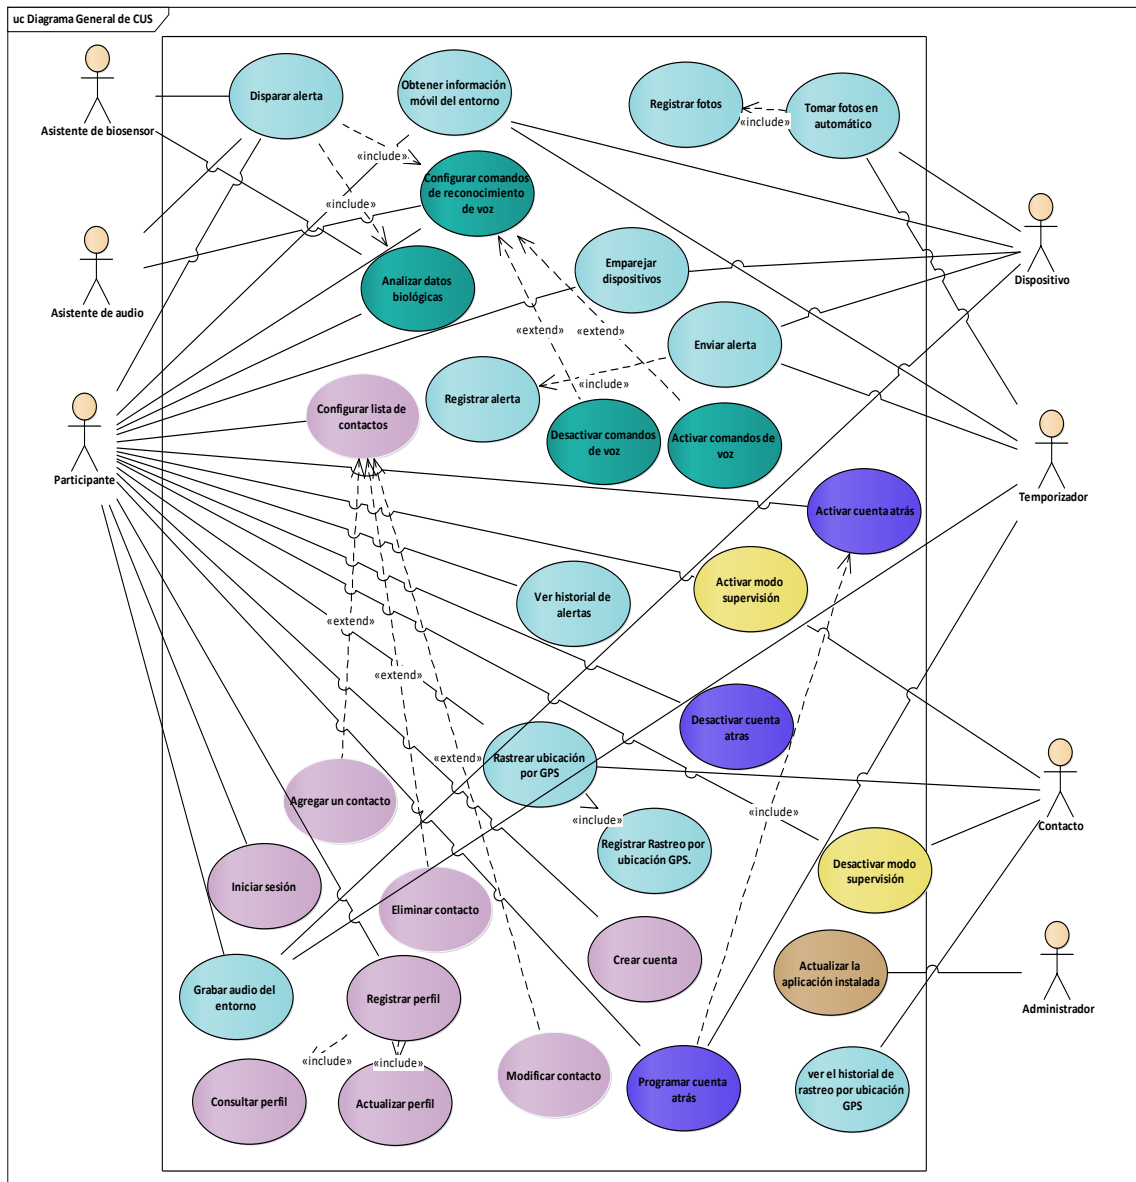 uc Diagrama General de CUS
Asistente de biosensor
Disparar alerta
Obtener información
móvil del entorno
Registrar fotos
Tomar fotos en
automático
«include»
«include»
«include»
Configurar comandos
de reconocimiento
de voz
Asistente de audio
Analizar datos
biológicas
Emparejar
dispositivos
Dispositivo
«extend»
«extend»
Enviar alerta
«include»
Registrar alerta
Participante
Configurar lista de
contactos
Desactivar comandos
de voz
Activar comandos de
voz
Temporizador
Activar cuenta atrás
Activar modo
supervisión
Ver historial de
alertas
«extend»
«extend»
«extend»
Desactivar cuenta
atras
Rastrear ubicación
por GPS
Agregar un contacto
«include»
«include»
Contacto
Registrar Rastreo por
ubicación GPS.
Desactivar modo
supervisión
Iniciar sesión
Eliminar contacto
Crear cuenta
Actualizar la
aplicación instalada
Administrador
Grabar audio del
entorno
Registrar perfil
«include»
«include»
Consultar perfil
Actualizar perfil
Modificar contacto
Programar cuenta
atrás
ver el historial de
rastreo por ubicación
GPS